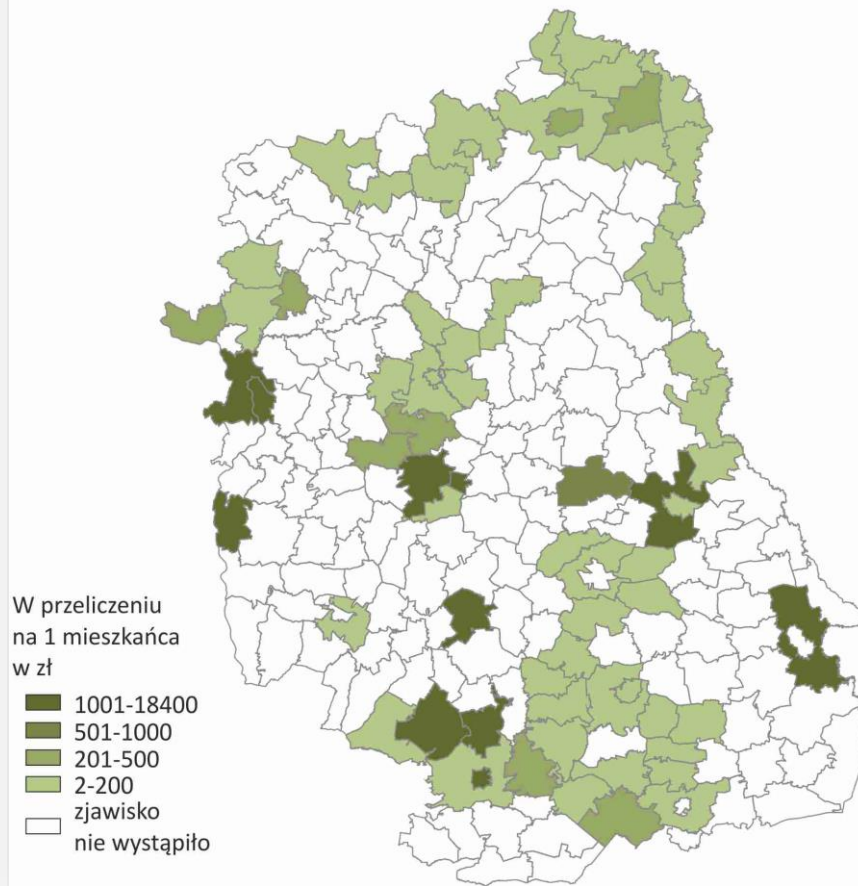 W przeliczeniu
na 1 mieszkańca
w zł
1001-18400
501-1000
201-500
2-200
zjawisko
nie wystąpiło